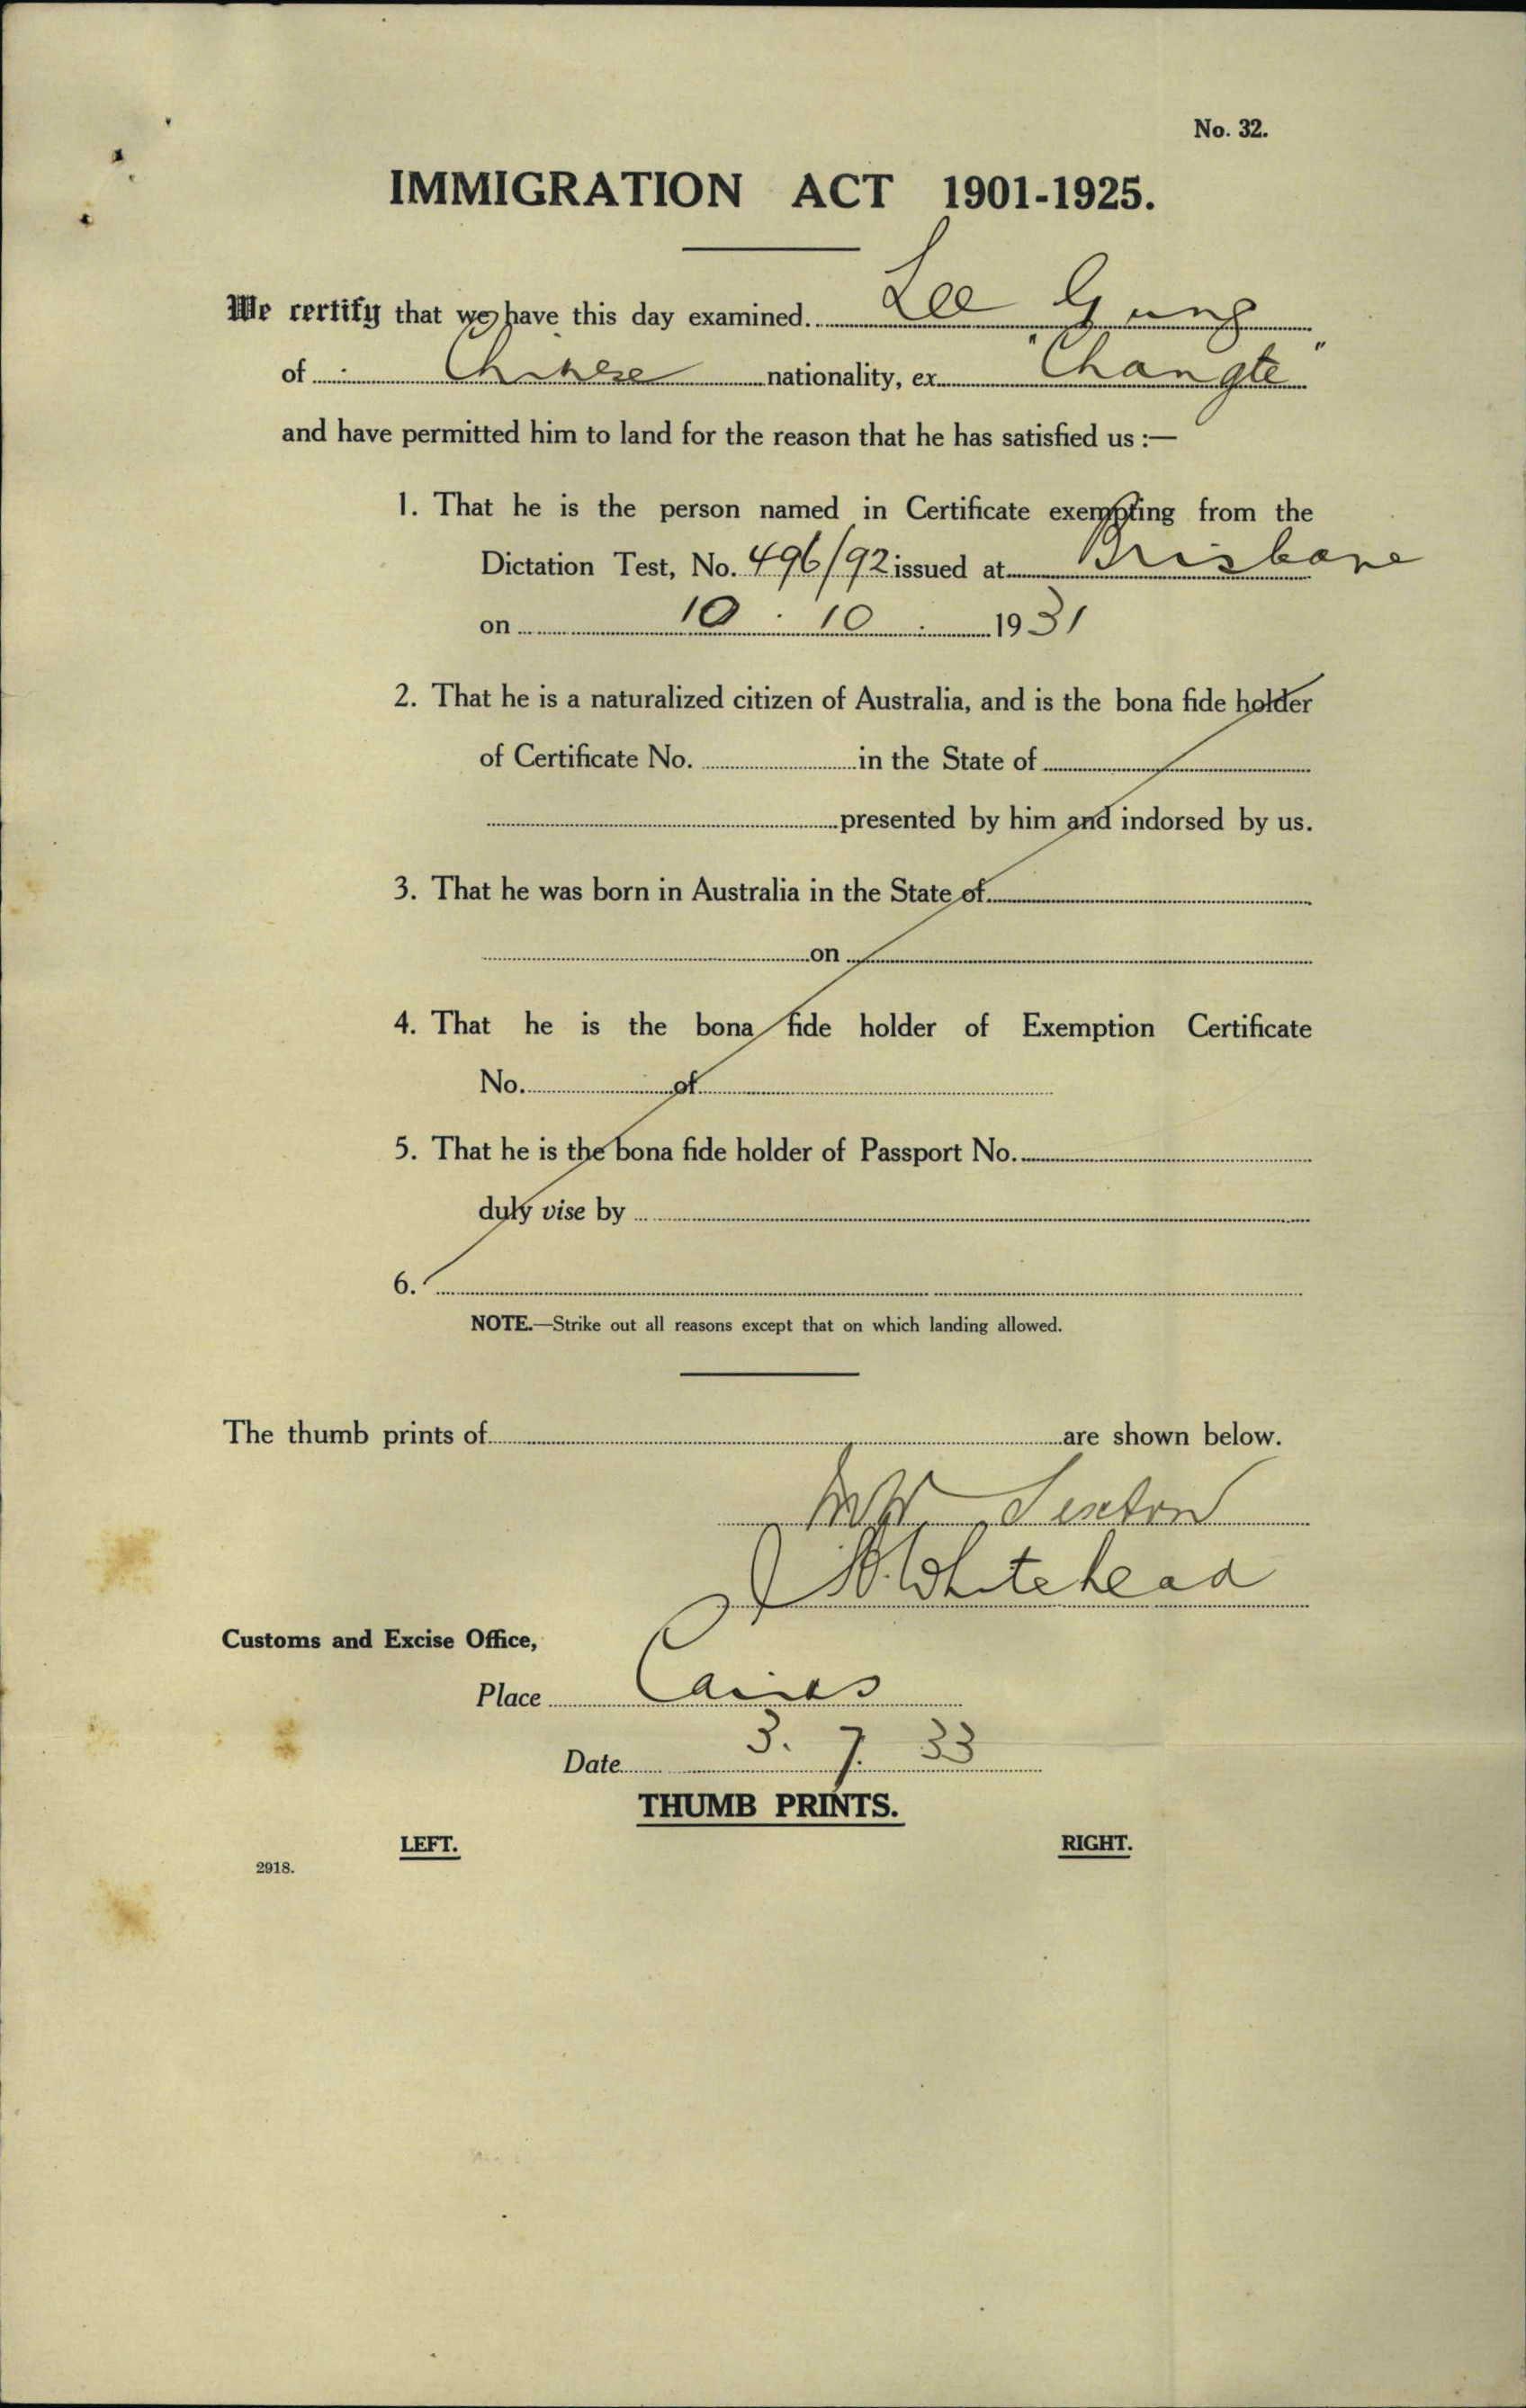 No. 32.
IMMIGRATION ACT 1901-1925.
We certify that we have this day examined Lee Gung
of Chinese nationality, ex "Changte"
and have permitted him to land for the reason that he has satisfied us :—
1. That he is the person named in Certificate exempting from the
Dictation Test, No. 496/92 issued at Brisbane
on 10 . 10 . 1931
2. That he is a naturalized citizen of Australia, and is the bona fide holder
of Certificate No. in the State of
presented by him and indorsed by us.
3. That he was born in Australia in the State of
on
4. That he is the bona fide holder of Exemption Certificate
No. of
5. That he is the bona fide holder of Passport No.
duly vise by
6.
NOTE.—Strike out all reasons except that on which landing allowed.
The thumb prints of are shown below.
Sexton
Whitehead
Customs and Excise Office,
Place Cairns
Date 3. 7. 33
THUMB PRINTS.
LEFT. RIGHT.
2918.